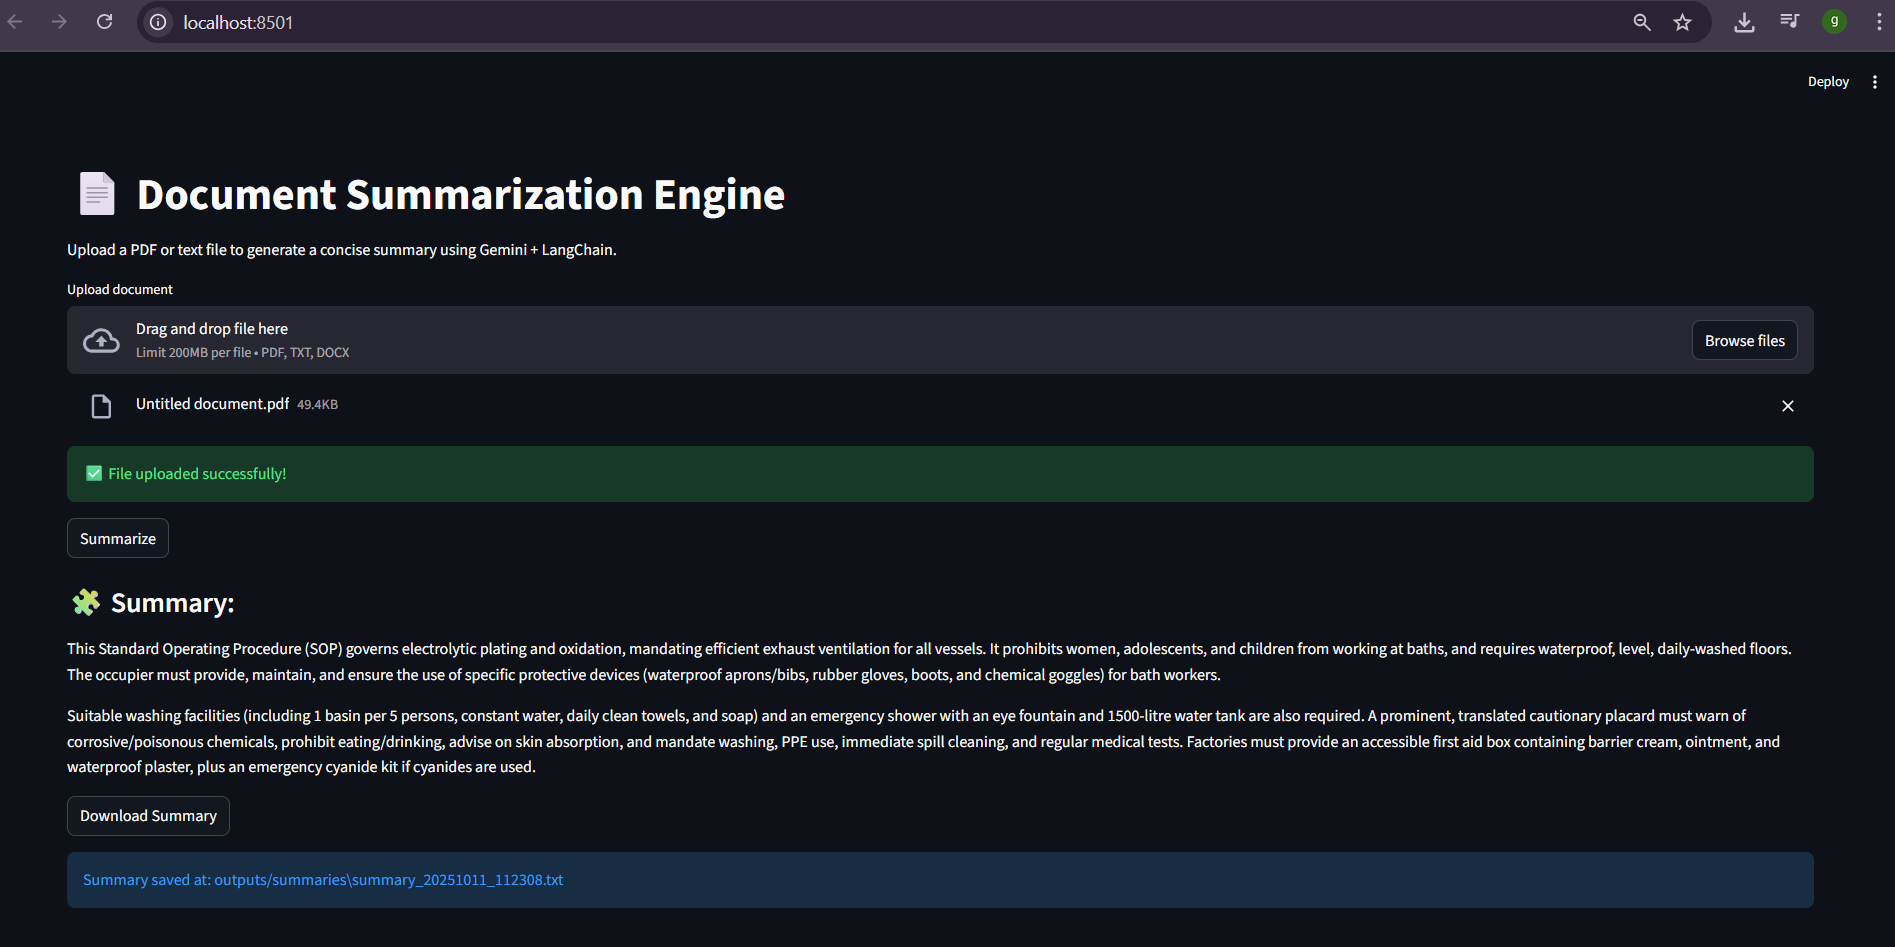 localhost:8501
g
Deploy
Document Summarization Engine
Upload a PDF or text file to generate a concise summary using Gemini + LangChain.
Upload document
Drag and drop file here
Limit 200MB per file • PDF, TXT, DOCX
Browse files
Untitled document.pdf 49.4KB
File uploaded successfully!
Summarize
Summary:
This Standard Operating Procedure (SOP) governs electrolytic plating and oxidation, mandating efficient exhaust ventilation for all vessels. It prohibits women, adolescents, and children from working at baths, and requires waterproof, level, daily-washed floors.
The occupier must provide, maintain, and ensure the use of specific protective devices (waterproof aprons/bibs, rubber gloves, boots, and chemical goggles) for bath workers.
Suitable washing facilities (including 1 basin per 5 persons, constant water, daily clean towels, and soap) and an emergency shower with an eye fountain and 1500-litre water tank are also required. A prominent, translated cautionary placard must warn of
corrosive/poisonous chemicals, prohibit eating/drinking, advise on skin absorption, and mandate washing, PPE use, immediate spill cleaning, and regular medical tests. Factories must provide an accessible first aid box containing barrier cream, ointment, and
waterproof plaster, plus an emergency cyanide kit if cyanides are used.
Download Summary
Summary saved at: outputs/summaries\summary_20251011_112308.txt